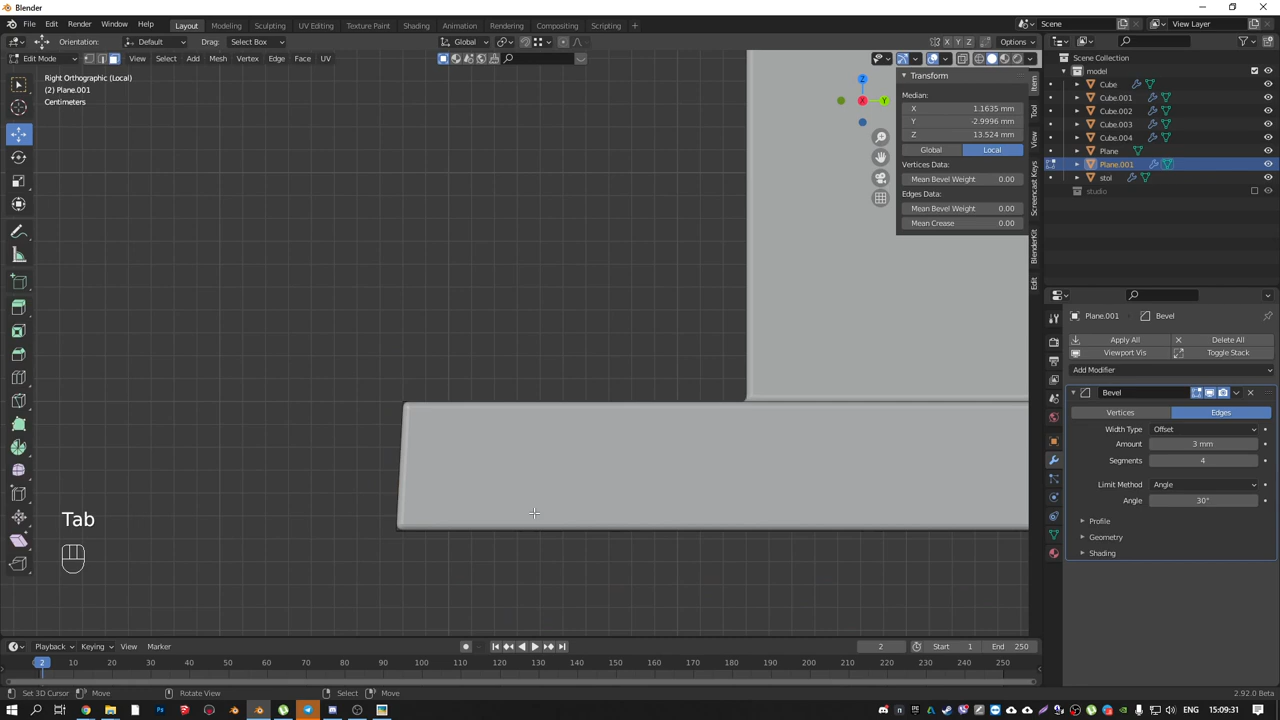 Blender
File Edit Render Window Help Layout Modeling Sculpting UV Editing Texture Paint Shading Animation Rendering Compositing Scripting + Scene View Layer
Orientation: Default Drag: Select Box Global X Y Z Options
Edit Mode View Select Add Mesh Vertex Edge Face UV
Right Orthographic (Local)
(2) Plane.001
Centimeters
Transform
Median:
X 1.1635 mm
Y -2.9996 mm
Z 13.524 mm
Global Local
Vertices Data:
Mean Bevel Weight 0.00
Edges Data:
Mean Bevel Weight 0.00
Mean Crease 0.00
Z
X
Y
Item
Tool
View
Screencast Keys
BlenderKit
Edit
Scene Collection
model
Cube
Cube.001
Cube.002
Cube.003
Cube.004
Plane
Plane.001
stol
studio
Plane.001 Bevel
Apply All Delete All
Viewport Vis Toggle Stack
Add Modifier
Bevel
Vertices Edges
Width Type Offset
Amount 3 mm
Segments 4
Limit Method Angle
Angle 30°
Profile
Geometry
Shading
Tab
Playback Keying View Marker 2 Start 1 End 250
2 10 20 30 40 50 60 70 80 90 100 110 120 130 140 150 160 170 180 190 200 210 220 230 240 250
Set 3D Cursor Move Rotate View Select Move 2.92.0 Beta
ENG 15:09:31